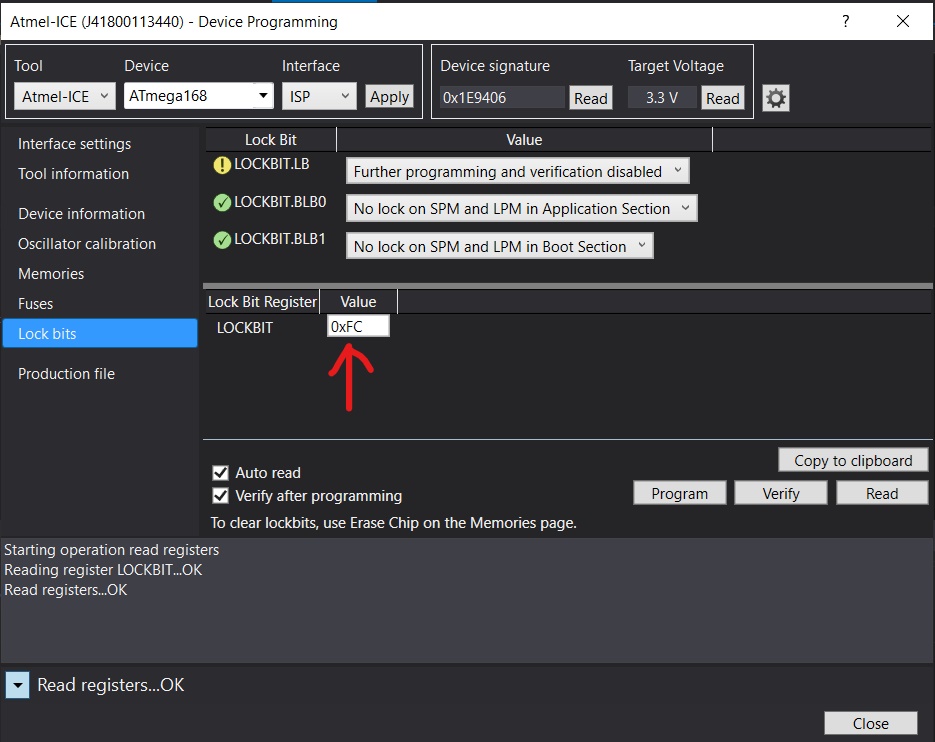 Atmel-ICE (J41800113440) - Device Programming
Tool Device Interface Device signature Target Voltage
Atmel-ICE ATmega168 ISP Apply 0x1E9406 Read 3.3 V Read
Interface settings
Tool information
Device information
Oscillator calibration
Memories
Fuses
Lock bits
Production file
Lock Bit Value
LOCKBIT.LB Further programming and verification disabled
LOCKBIT.BLB0 No lock on SPM and LPM in Application Section
LOCKBIT.BLB1 No lock on SPM and LPM in Boot Section
Lock Bit Register Value
LOCKBIT 0xFC
Copy to clipboard
Auto read
Verify after programming
Program Verify Read
To clear lockbits, use Erase Chip on the Memories page.
Starting operation read registers
Reading register LOCKBIT...OK
Read registers...OK
Read registers...OK
Close